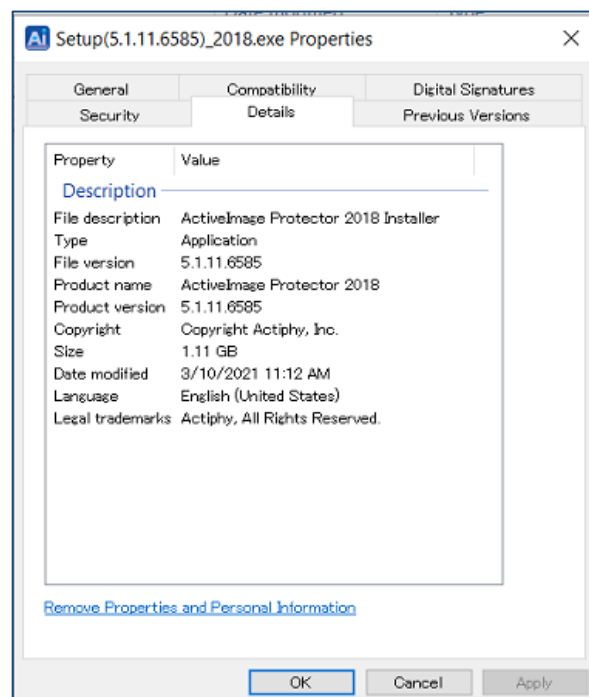 Ai Setup(5.1.11.6585)_2018.exe Properties
General Compatibility Digital Signatures
Security Details Previous Versions
Property Value
Description
File description ActiveImage Protector 2018 Installer
Type Application
File version 5.1.11.6585
Product name ActiveImage Protector 2018
Product version 5.1.11.6585
Copyright Copyright Actiphy, Inc.
Size 1.11 GB
Date modified 3/10/2021 11:12 AM
Language English (United States)
Legal trademarks Actiphy, All Rights Reserved.
Remove Properties and Personal Information
OK Cancel Apply